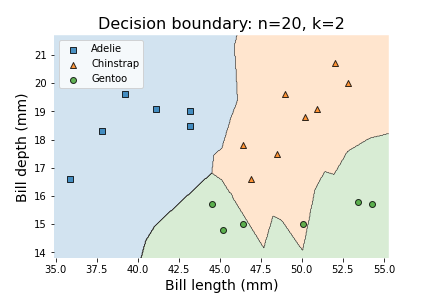 Decision boundary: n=20, k=2
Adelie
Chinstrap
Gentoo
21
20
19
18
17
16
15
14
Bill depth (mm)
35.0 37.5 40.0 42.5 45.0 47.5 50.0 52.5 55.0
Bill length (mm)